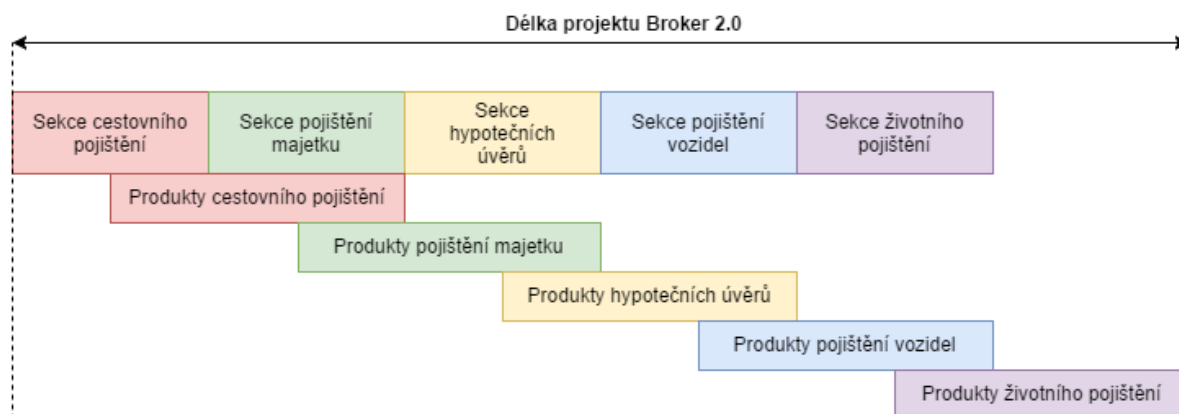 Délka projektu Broker 2.0
Sekce cestovního
pojištění
Sekce pojištění
majetku
Sekce
hypotečních
úvěrů
Sekce pojištění
vozidel
Sekce životního
pojištění
Produkty cestovního pojištění
Produkty pojištění majetku
Produkty hypotečních úvěrů
Produkty pojištění vozidel
Produkty životního pojištění